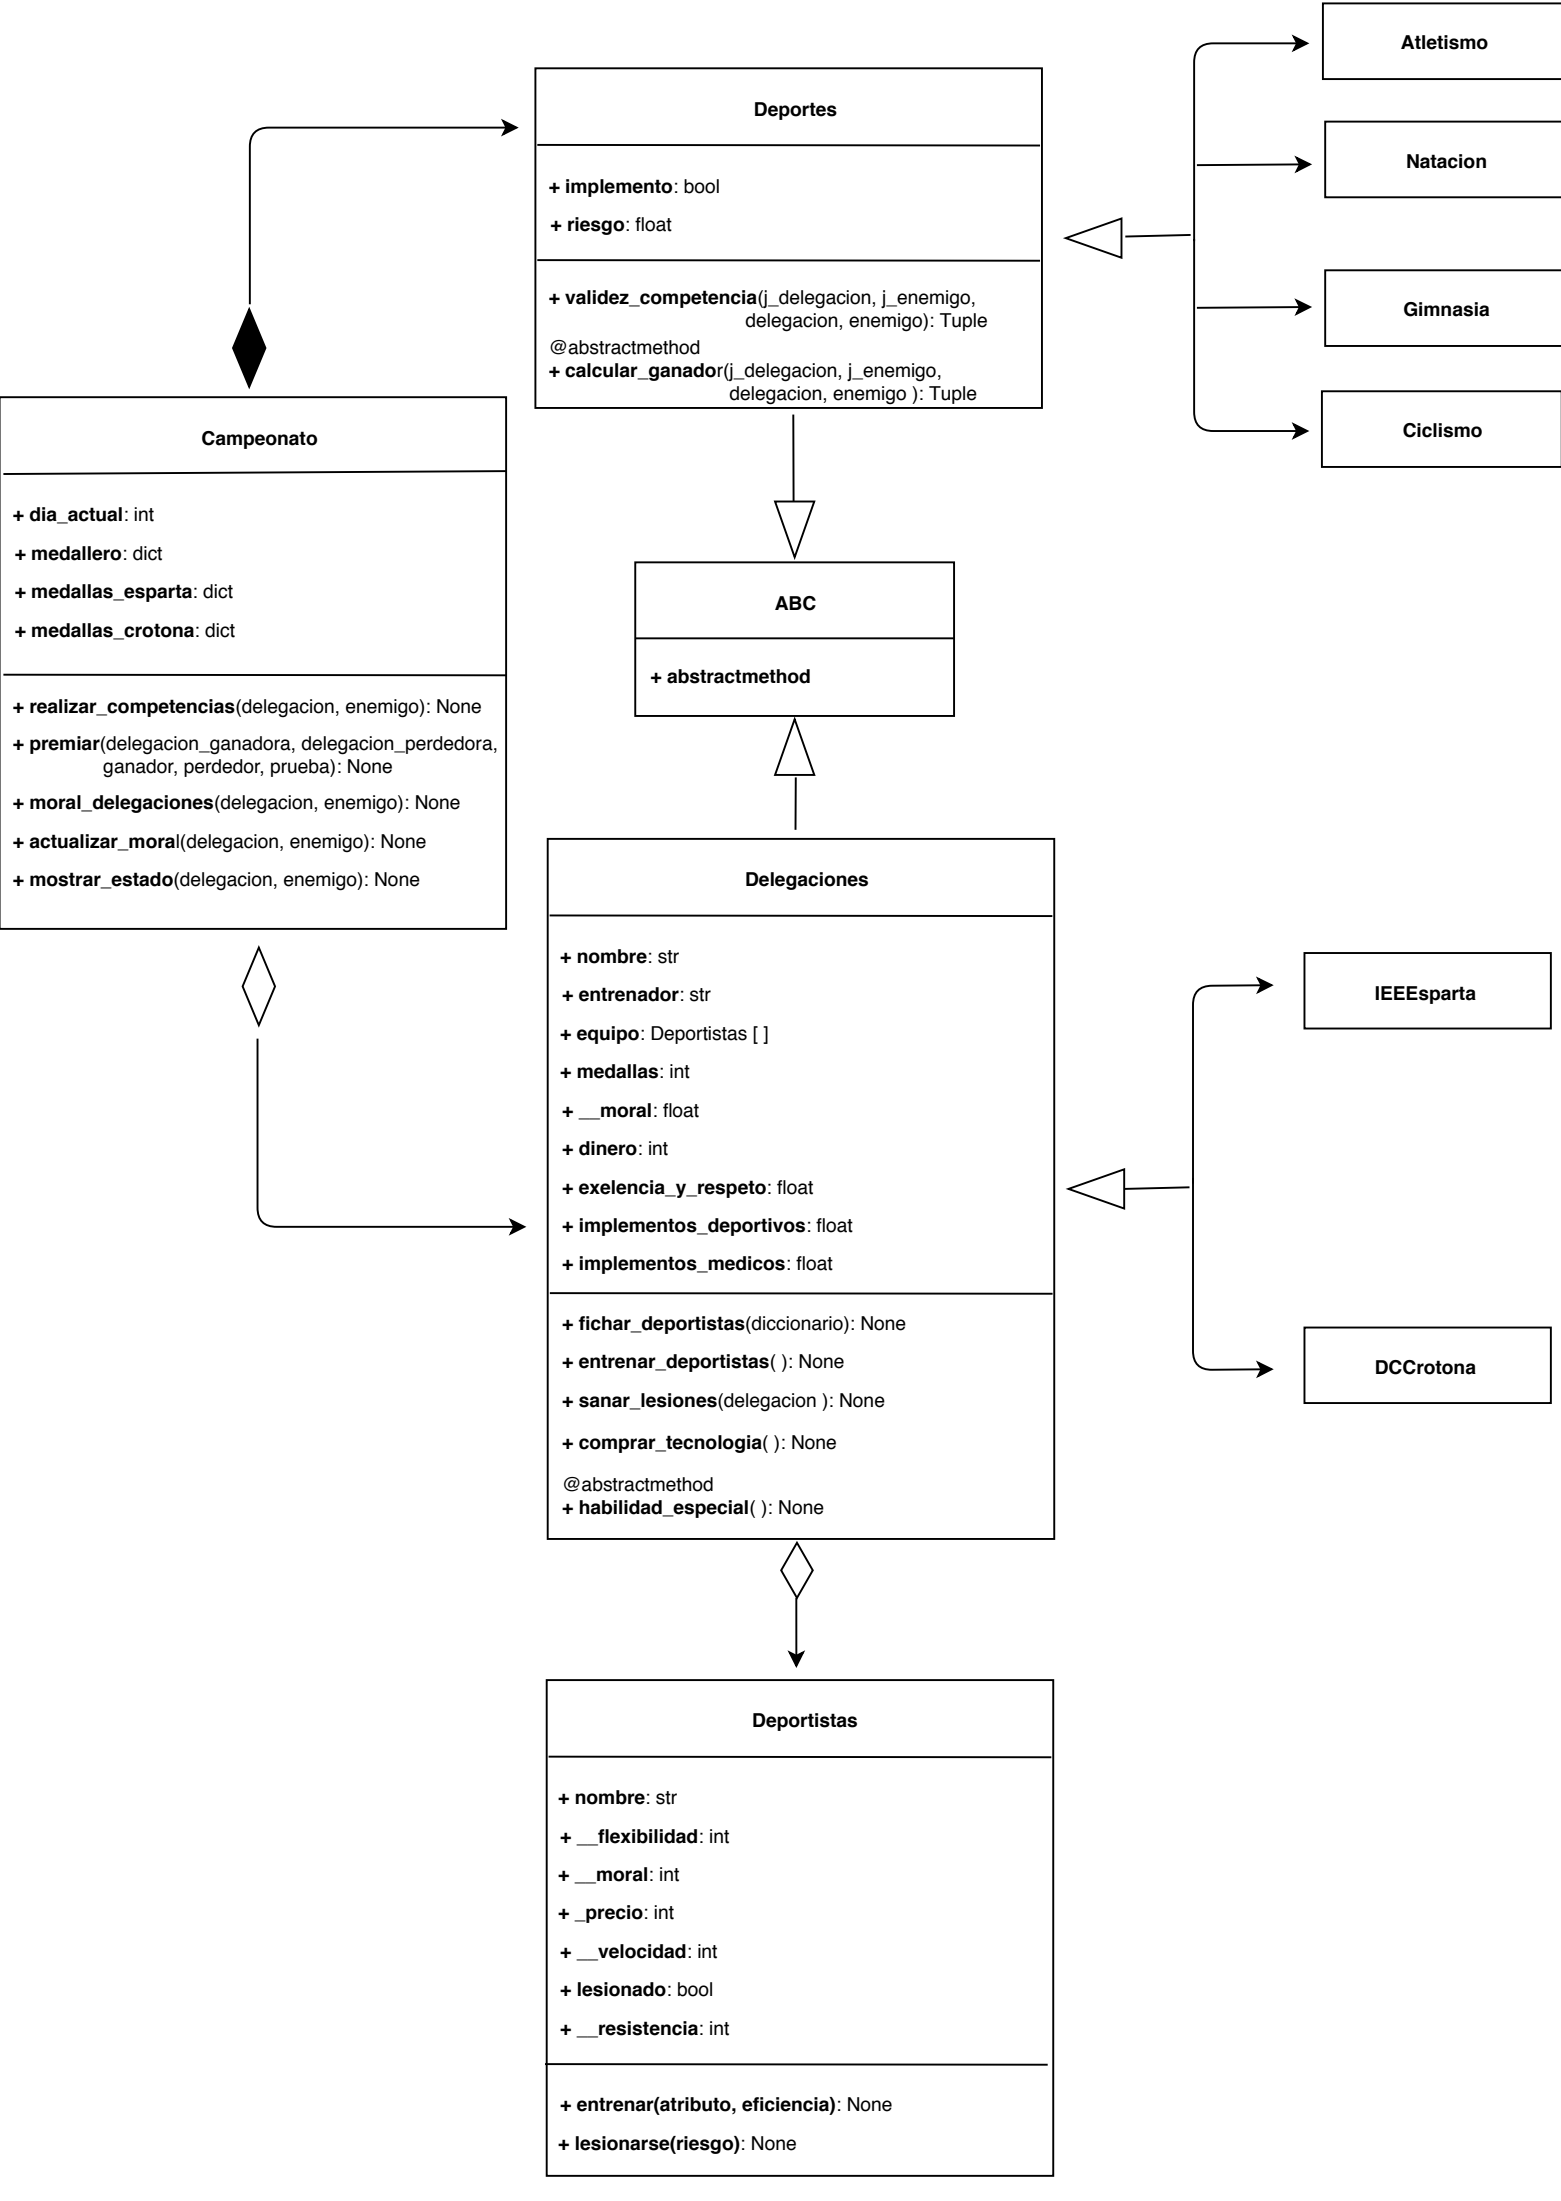 Atletismo
Natacion
Gimnasia
Ciclismo
Deportes
+ implemento: bool
+ riesgo: float
+ validez_competencia(j_delegacion, j_enemigo,
delegacion, enemigo): Tuple
@abstractmethod
+ calcular_ganador(j_delegacion, j_enemigo,
delegacion, enemigo ): Tuple
Campeonato
+ dia_actual: int
+ medallero: dict
+ medallas_esparta: dict
+ medallas_crotona: dict
+ realizar_competencias(delegacion, enemigo): None
+ premiar(delegacion_ganadora, delegacion_perdedora,
ganador, perdedor, prueba): None
+ moral_delegaciones(delegacion, enemigo): None
+ actualizar_moral(delegacion, enemigo): None
+ mostrar_estado(delegacion, enemigo): None
ABC
+ abstractmethod
Delegaciones
+ nombre: str
+ entrenador: str
+ equipo: Deportistas [ ]
+ medallas: int
+ __moral: float
+ dinero: int
+ exelencia_y_respeto: float
+ implementos_deportivos: float
+ implementos_medicos: float
+ fichar_deportistas(diccionario): None
+ entrenar_deportistas( ): None
+ sanar_lesiones(delegacion ): None
+ comprar_tecnologia( ): None
@abstractmethod
+ habilidad_especial( ): None
IEEEsparta
DCCrotona
Deportistas
+ nombre: str
+ __flexibilidad: int
+ __moral: int
+ _precio: int
+ __velocidad: int
+ lesionado: bool
+ __resistencia: int
+ entrenar(atributo, eficiencia): None
+ lesionarse(riesgo): None